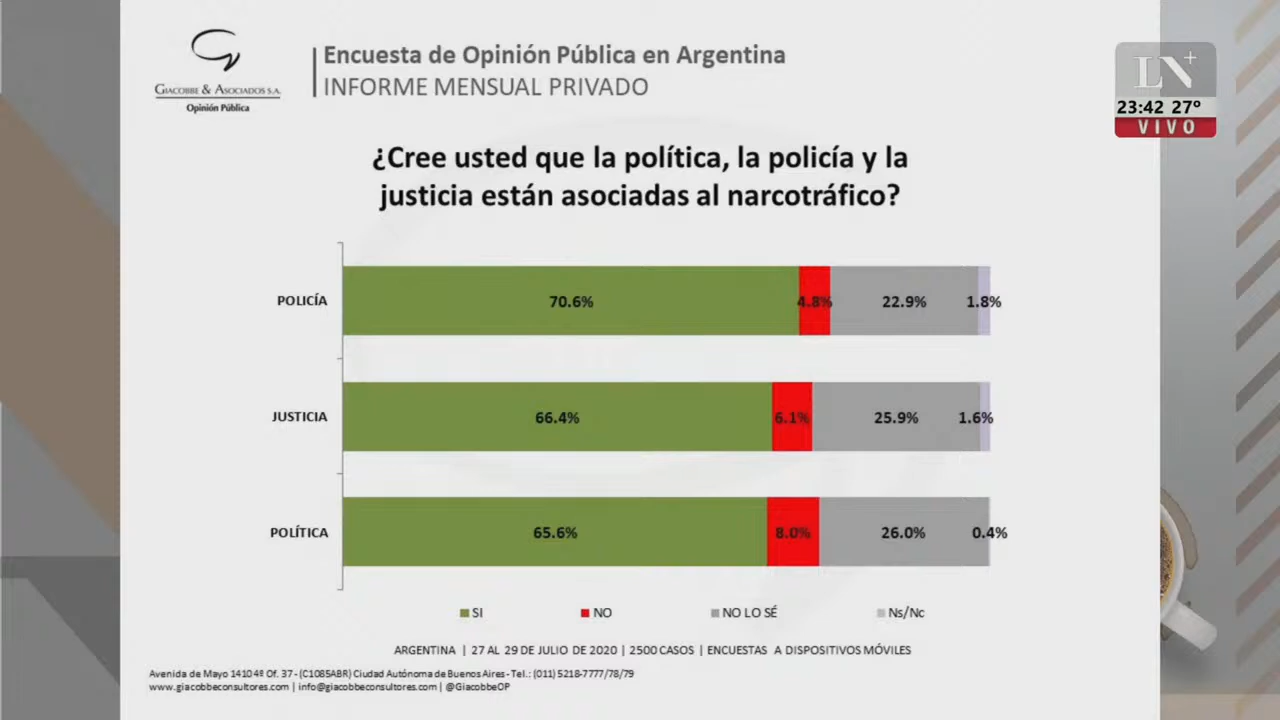 GIACOBBE & ASOCIADOS S.A.
Opinión Pública
Encuesta de Opinión Pública en Argentina
INFORME MENSUAL PRIVADO
LN+
23:42 27º
VIVO
¿Cree usted que la política, la policía y la
justicia están asociadas al narcotráfico?
POLICÍA 70.6% 4.8% 22.9% 1.8%
JUSTICIA 66.4% 6.1% 25.9% 1.6%
POLÍTICA 65.6% 8.0% 26.0% 0.4%
SI NO NO LO SÉ Ns/Nc
ARGENTINA | 27 AL 29 DE JULIO DE 2020 | 2500 CASOS | ENCUESTAS A DISPOSITIVOS MÓVILES
Avenida de Mayo 1410 4º Of. 37 - (C1085ABR) Ciudad Autónoma de Buenos Aires - Tel.: (011) 5218-7777/78/79
www.giacobbeconsultores.com | info@giacobbeconsultores.com | @GiacobbeOP